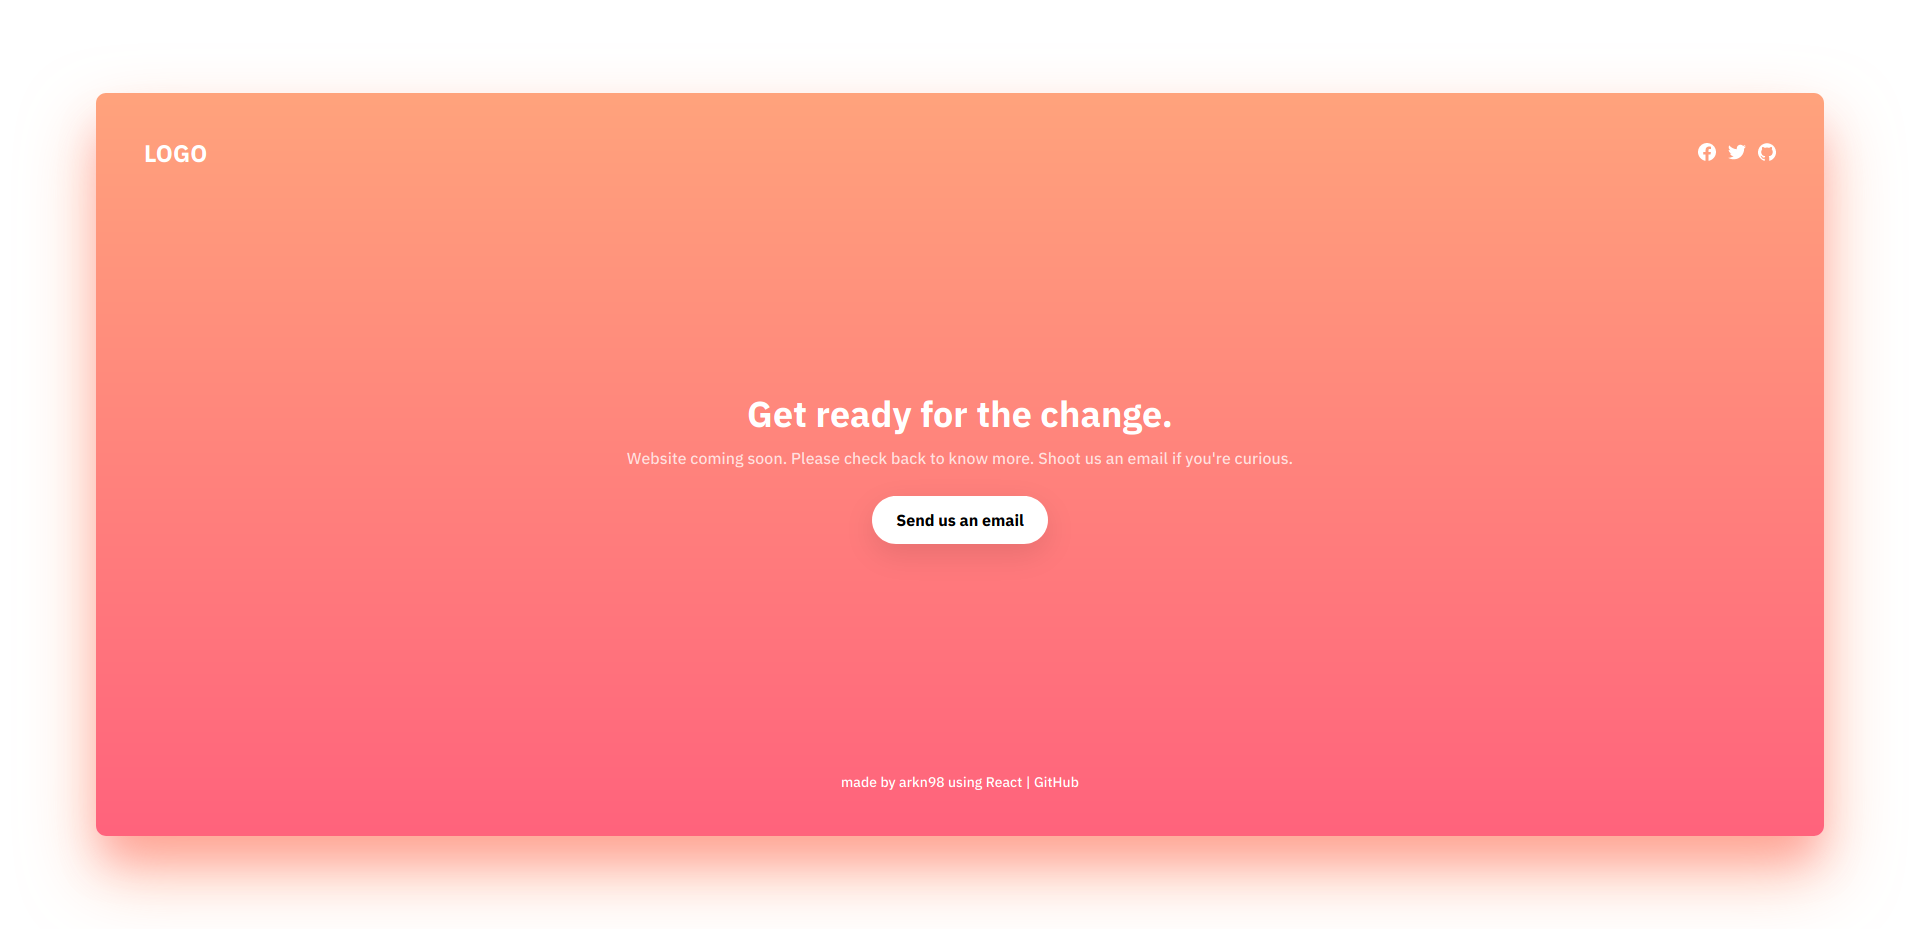 LOGO
Get ready for the change.
Website coming soon. Please check back to know more. Shoot us an email if you're curious.
Send us an email
made by arkn98 using React | GitHub